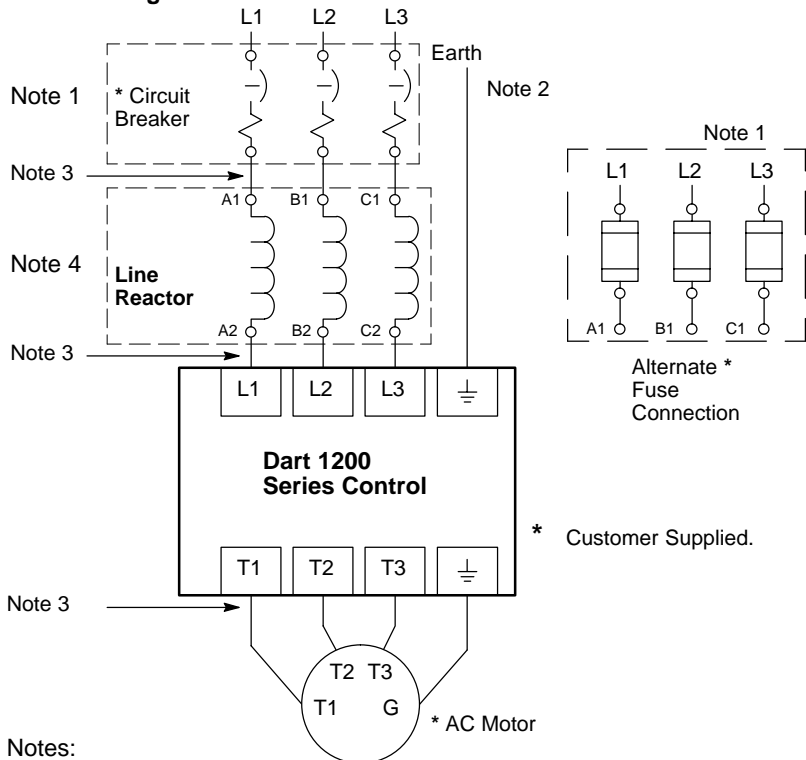 L1 L2 L3
Earth
Note 1
* Circuit
Breaker
Note 2
Note 3
A1 B1 C1
Note 4
Line
Reactor
A2 B2 C2
Note 3
Note 1
L1 L2 L3
A1 B1 C1
Alternate *
Fuse
Connection
L1 L2 L3
Dart 1200
Series Control
* Customer Supplied.
T1 T2 T3
Note 3
T2 T3
T1 G
* AC Motor
Notes: